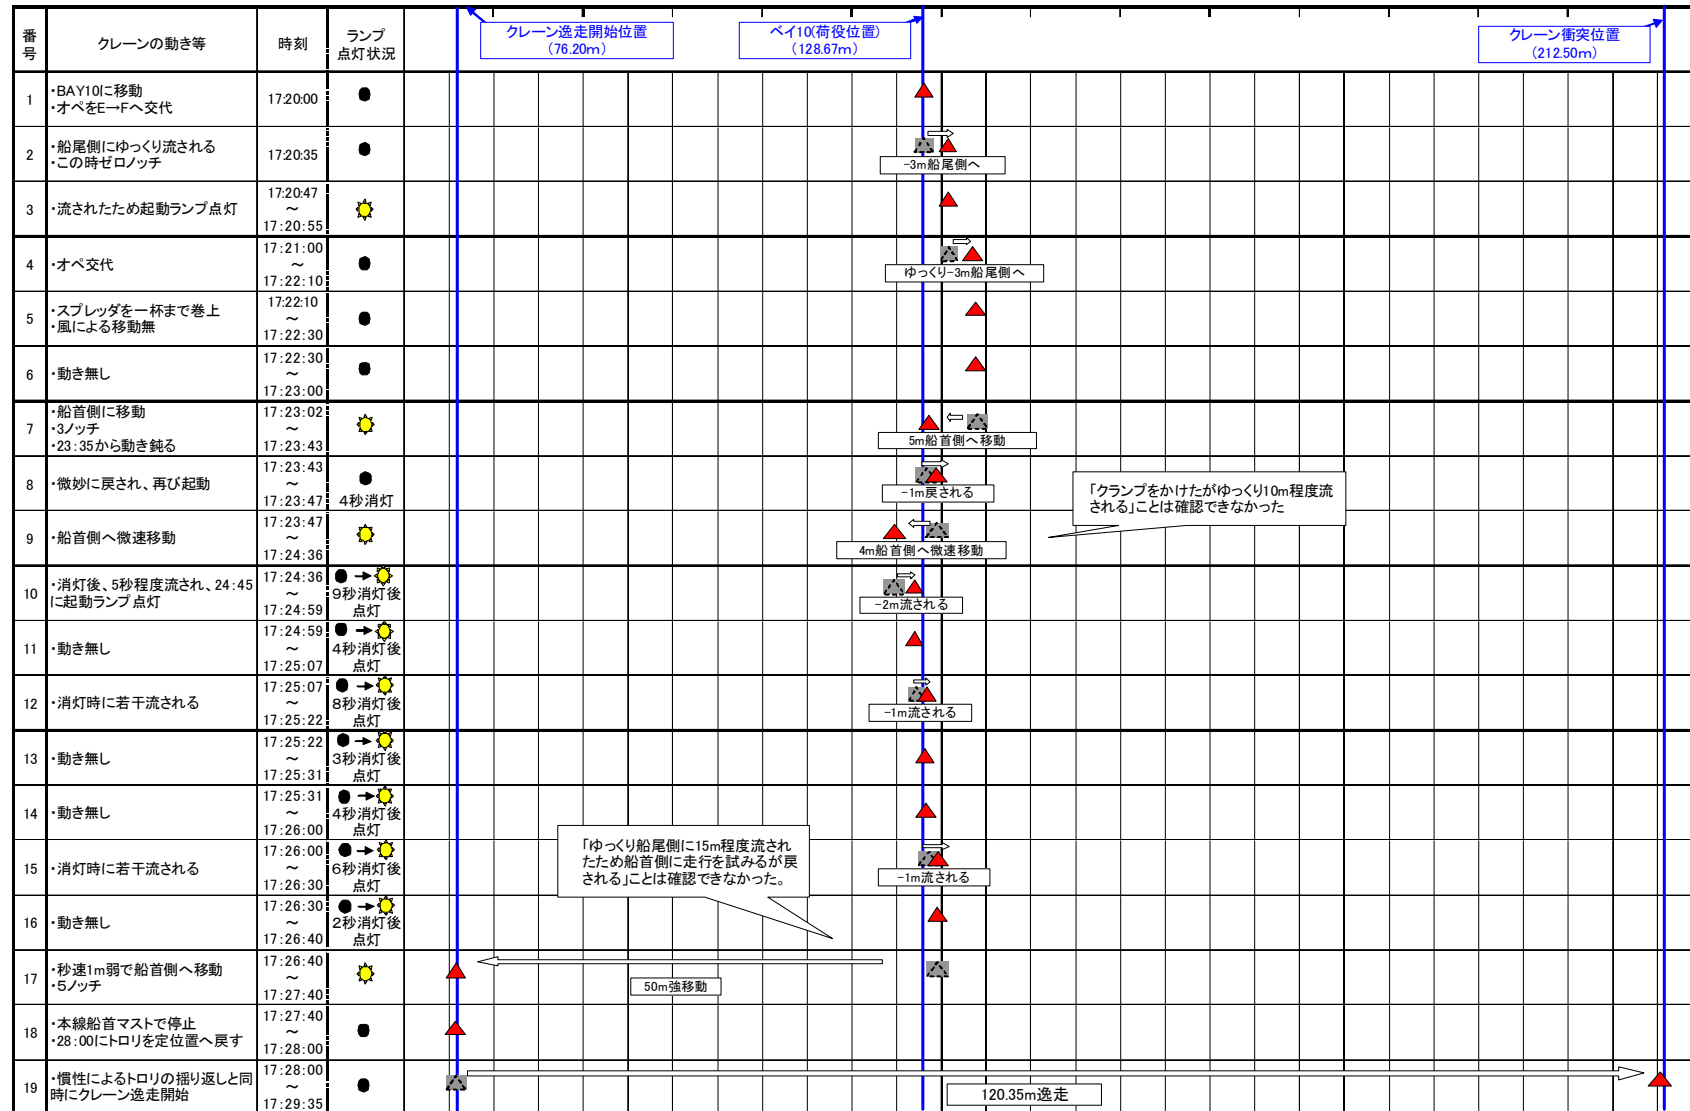 番
号
クレーンの動き等
時刻
ランプ
点灯状況
クレーン逸走開始位置
(76.20m)
ベイ10(荷役位置)
(128.67m)
クレーン衝突位置
(212.50m)
1
・BAY10に移動
・オペをE→Fへ交代
17:20:00
2
・船尾側にゆっくり流される
・この時ゼロノッチ
17:20:35
-3m船尾側へ
3
・流されたため起動ランプ点灯
17:20:47
～
17:20:55
4
・オペ交代
17:21:00
～
17:22:10
ゆっくり-3m船尾側へ
5
・スプレッダを一杯まで巻上
・風による移動無
17:22:10
～
17:22:30
6
・動き無し
17:22:30
～
17:23:00
7
・船首側に移動
・3ノッチ
・23:35から動き鈍る
17:23:02
～
17:23:43
5m船首側へ移動
8
・微妙に戻され、再び起動
17:23:43
～
17:23:47
4秒消灯
-1m戻される
「クランプをかけたがゆっくり10m程度流
される」ことは確認できなかった
9
・船首側へ微速移動
17:23:47
～
17:24:36
4m船首側へ微速移動
10
・消灯後、5秒程度流され、24:45
に起動ランプ点灯
17:24:36
～
17:24:59
→
9秒消灯後
点灯
-2m流される
11
・動き無し
17:24:59
～
17:25:07
→
4秒消灯後
点灯
12
・消灯時に若干流される
17:25:07
～
17:25:22
→
8秒消灯後
点灯
-1m流される
13
・動き無し
17:25:22
～
17:25:31
→
3秒消灯後
点灯
14
・動き無し
17:25:31
～
17:26:00
→
4秒消灯後
点灯
15
・消灯時に若干流される
17:26:00
～
17:26:30
→
6秒消灯後
点灯
-1m流される
「ゆっくり船尾側に15m程度流され
たため船首側に走行を試みるが戻
される」ことは確認できなかった。
16
・動き無し
17:26:30
～
17:26:40
→
2秒消灯後
点灯
17
・秒速1m弱で船首側へ移動
・5ノッチ
17:26:40
～
17:27:40
50m強移動
18
・本線船首マストで停止
・28:00にトロリを定位置へ戻す
17:27:40
～
17:28:00
19
・慣性によるトロリの揺り返しと同
時にクレーン逸走開始
17:28:00
～
17:29:35
120.35m逸走